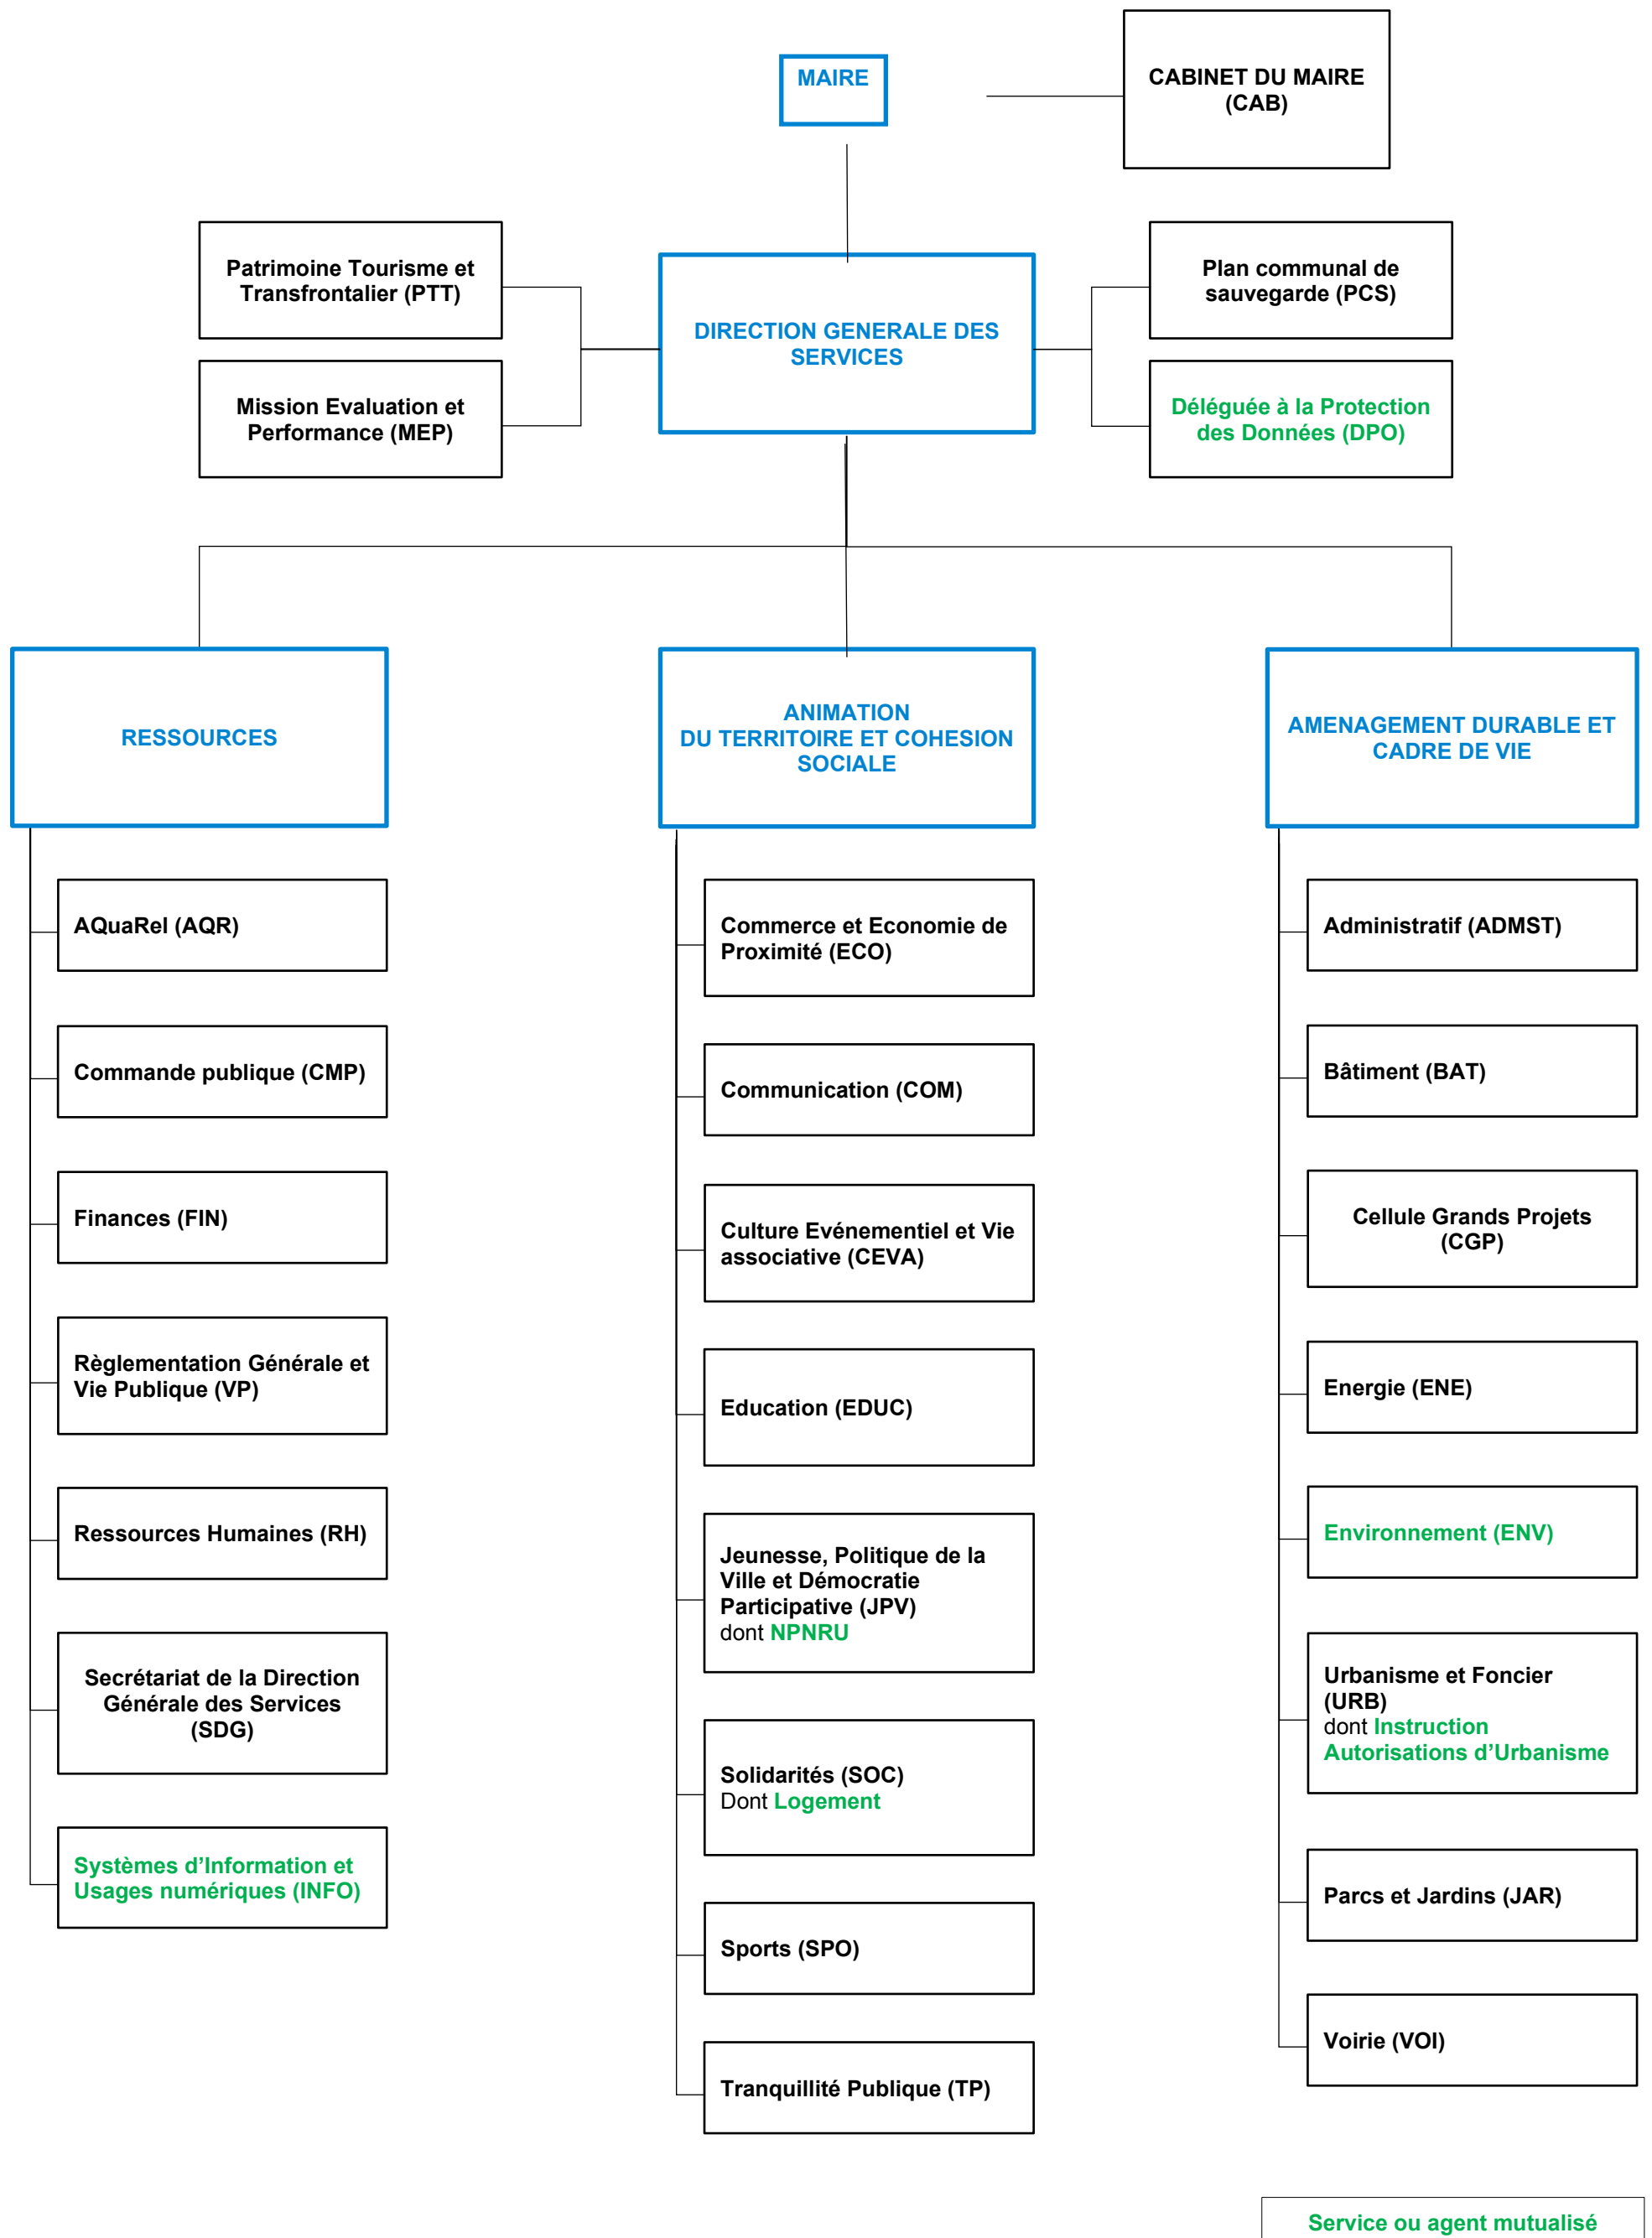 MAIRE
CABINET DU MAIRE
(CAB)
Patrimoine Tourisme et
Transfrontalier (PTT)
Plan communal de
sauvegarde (PCS)
DIRECTION GENERALE DES
SERVICES
Mission Evaluation et
Performance (MEP)
Déléguée à la Protection
des Données (DPO)
RESSOURCES
AQuaRel (AQR)
Commande publique (CMP)
Finances (FIN)
Règlementation Générale et
Vie Publique (VP)
Ressources Humaines (RH)
Secrétariat de la Direction
Générale des Services
(SDG)
Systèmes d’Information et
Usages numériques (INFO)
ANIMATION
DU TERRITOIRE ET COHESION
SOCIALE
Commerce et Economie de
Proximité (ECO)
Communication (COM)
Culture Evénementiel et Vie
associative (CEVA)
Education (EDUC)
Jeunesse, Politique de la
Ville et Démocratie
Participative (JPV)
dont NPNRU
Solidarités (SOC)
Dont Logement
Sports (SPO)
Tranquillité Publique (TP)
AMENAGEMENT DURABLE ET
CADRE DE VIE
Administratif (ADMST)
Bâtiment (BAT)
Cellule Grands Projets
(CGP)
Energie (ENE)
Environnement (ENV)
Urbanisme et Foncier
(URB)
dont Instruction
Autorisations d’Urbanisme
Parcs et Jardins (JAR)
Voirie (VOI)
Service ou agent mutualisé